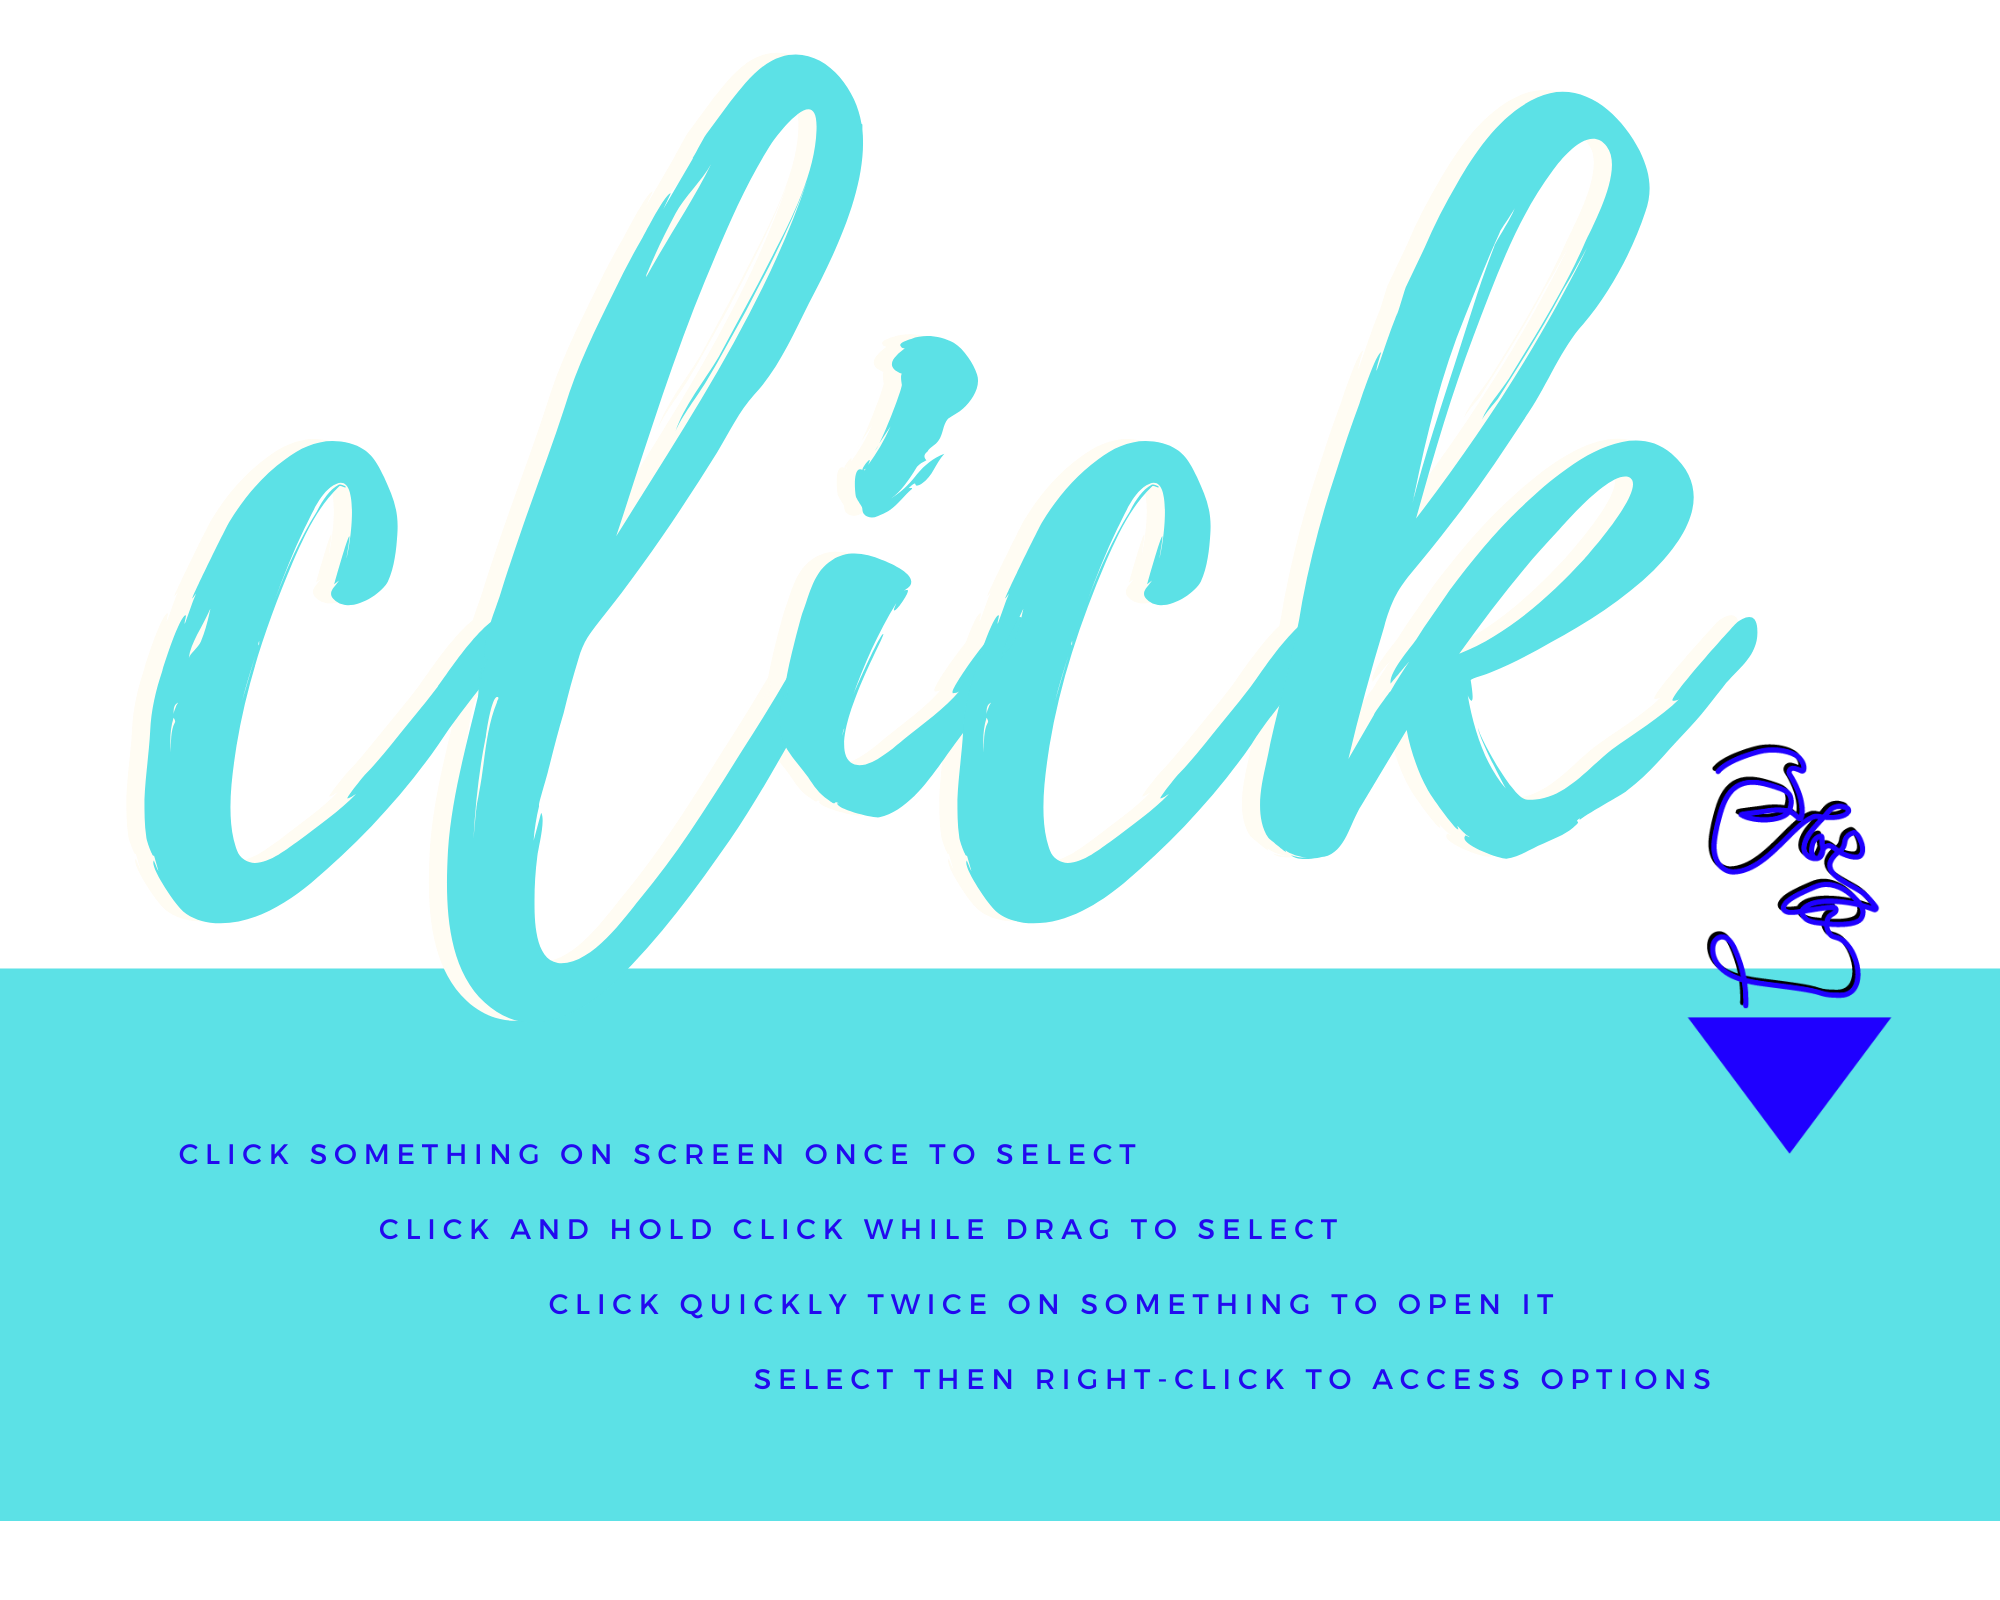 click
CLICK SOMETHING ON SCREEN ONCE TO SELECT
CLICK AND HOLD CLICK WHILE DRAG TO SELECT
CLICK QUICKLY TWICE ON SOMETHING TO OPEN IT
SELECT THEN RIGHT-CLICK TO ACCESS OPTIONS